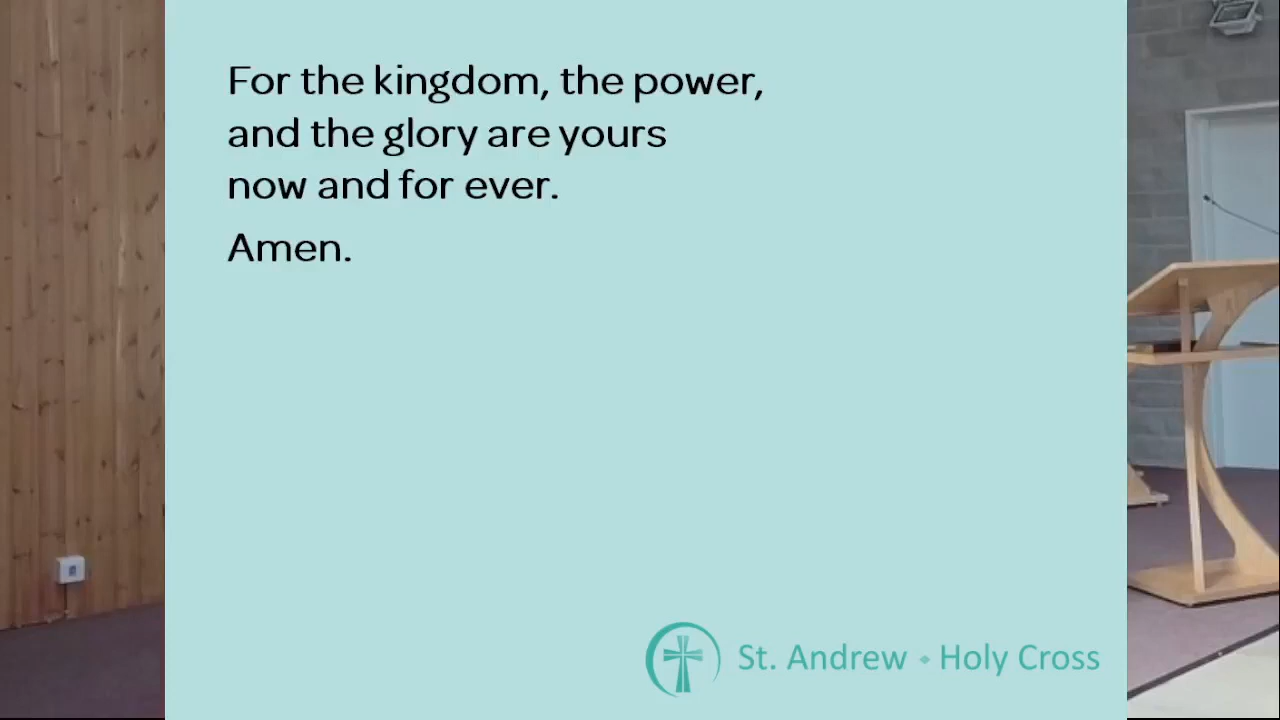 For the kingdom, the power,
and the glory are yours
now and for ever.
Amen.
St. Andrew • Holy Cross